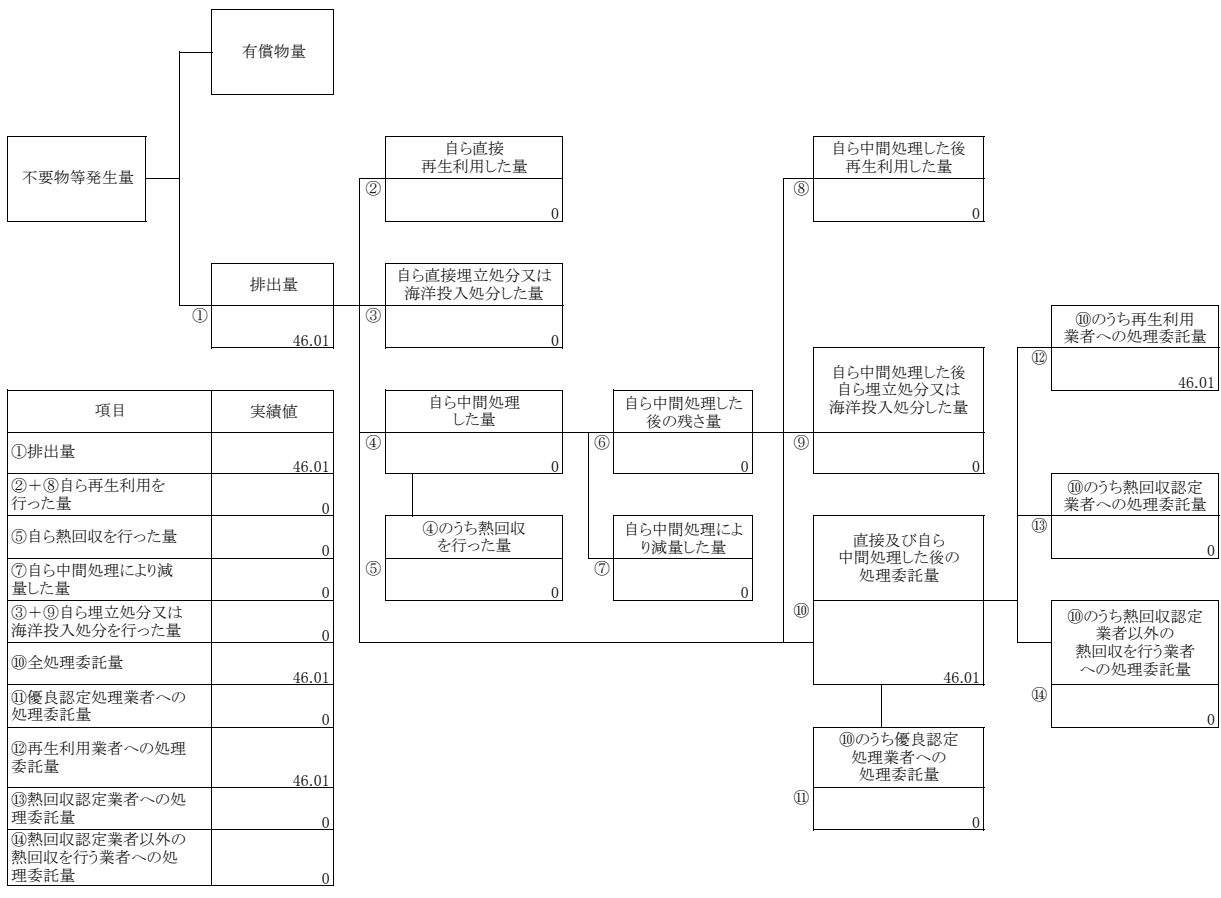 有償物量
不要物等発生量
自ら直接
再生利用した量
②
0
自ら中間処理した後
再生利用した量
⑧
0
排出量
①
46.01
自ら直接埋立処分又は
海洋投入処分した量
③
0
⑩のうち再生利用
業者への処理委託量
⑫
46.01
自ら中間処理
した量
④
0
自ら中間処理した
後の残さ量
⑥
0
自ら中間処理した後
自ら埋立処分又は
海洋投入処分した量
⑨
0
④のうち熱回収
を行った量
⑤
0
自ら中間処理によ
り減量した量
⑦
0
直接及び自ら
中間処理した後の
処理委託量
⑩
46.01
⑩のうち熱回収認定
業者への処理委託量
⑬
0
⑩のうち熱回収認定
業者以外の
熱回収を行う業者
への処理委託量
⑭
0
⑩のうち優良認定
処理業者への
処理委託量
⑪
0
項目 実績値
①排出量
46.01
②+⑧自ら再生利用を
行った量
0
⑤自ら熱回収を行った量
0
⑦自ら中間処理により減
量した量
0
③+⑨自ら埋立処分又は
海洋投入処分を行った量
0
⑩全処理委託量
46.01
⑪優良認定処理業者への
処理委託量
0
⑫再生利用業者への処理
委託量
46.01
⑬熱回収認定業者への処
理委託量
0
⑭熱回収認定業者以外の
熱回収を行う業者への処
理委託量
0